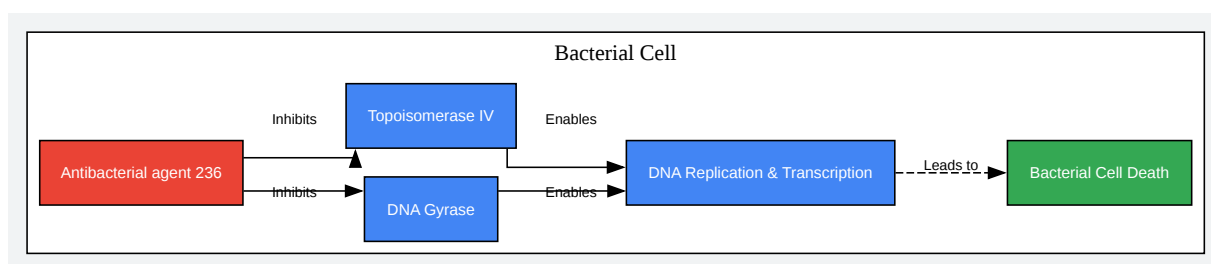 Bacterial Cell
Inhibits
Topoisomerase IV
Enables
Antibacterial agent 236
Inhibits
DNA Gyrase
Enables
DNA Replication & Transcription
Leads to
Bacterial Cell Death